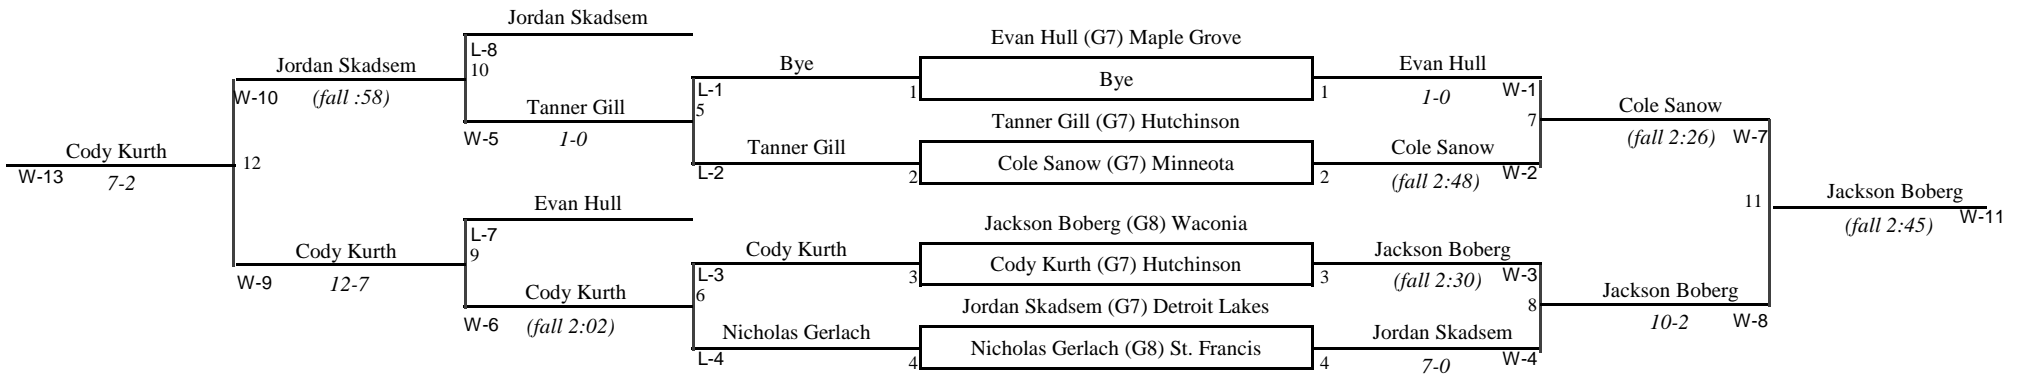 Jordan Skadsem
L-8
10
Jordan Skadsem
W-10 (fall :58)
Tanner Gill
W-5 1-0
Cody Kurth
W-13 7-2
12
Evan Hull
L-7
9
Cody Kurth
W-9 12-7
Cody Kurth
W-6 (fall 2:02)
Bye
1
L-1
5
Tanner Gill
2
L-2
Cody Kurth
3
L-3
6
Nicholas Gerlach
4
L-4
Evan Hull (G7) Maple Grove
Bye
Tanner Gill (G7) Hutchinson
Cole Sanow (G7) Minneota
Jackson Boberg (G8) Waconia
Cody Kurth (G7) Hutchinson
Jordan Skadsem (G7) Detroit Lakes
Nicholas Gerlach (G8) St. Francis
Evan Hull
1 1-0 W-1
7
Cole Sanow
2 (fall 2:48) W-2
Jackson Boberg
3 (fall 2:30) W-3
8
Jordan Skadsem
4 7-0 W-4
Cole Sanow
(fall 2:26) W-7
11
Jackson Boberg
10-2 W-8
Jackson Boberg
(fall 2:45) W-11